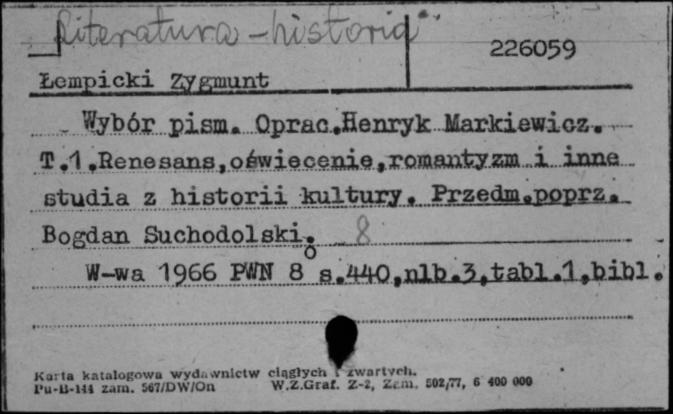 Literatura - historia
226059
Łempicki Zygmunt
Wybór pism. Oprac.Henryk Markiewicz.
T.1.Renesans,oświecenie,romantyzm i inne
studia z historii kultury. Przedm.poprz.
Bogdan Suchodolski. 8
W-wa 1966 PWN 8° s.440,nlb.3,tabl.1,bibl.
Karta katalogowa wydawnictw ciągłych i zwartych.
Pu-B-144 zam. 567/DW/On W.Z.Graf. Z-2, Zam. 502/77, 6 400 000